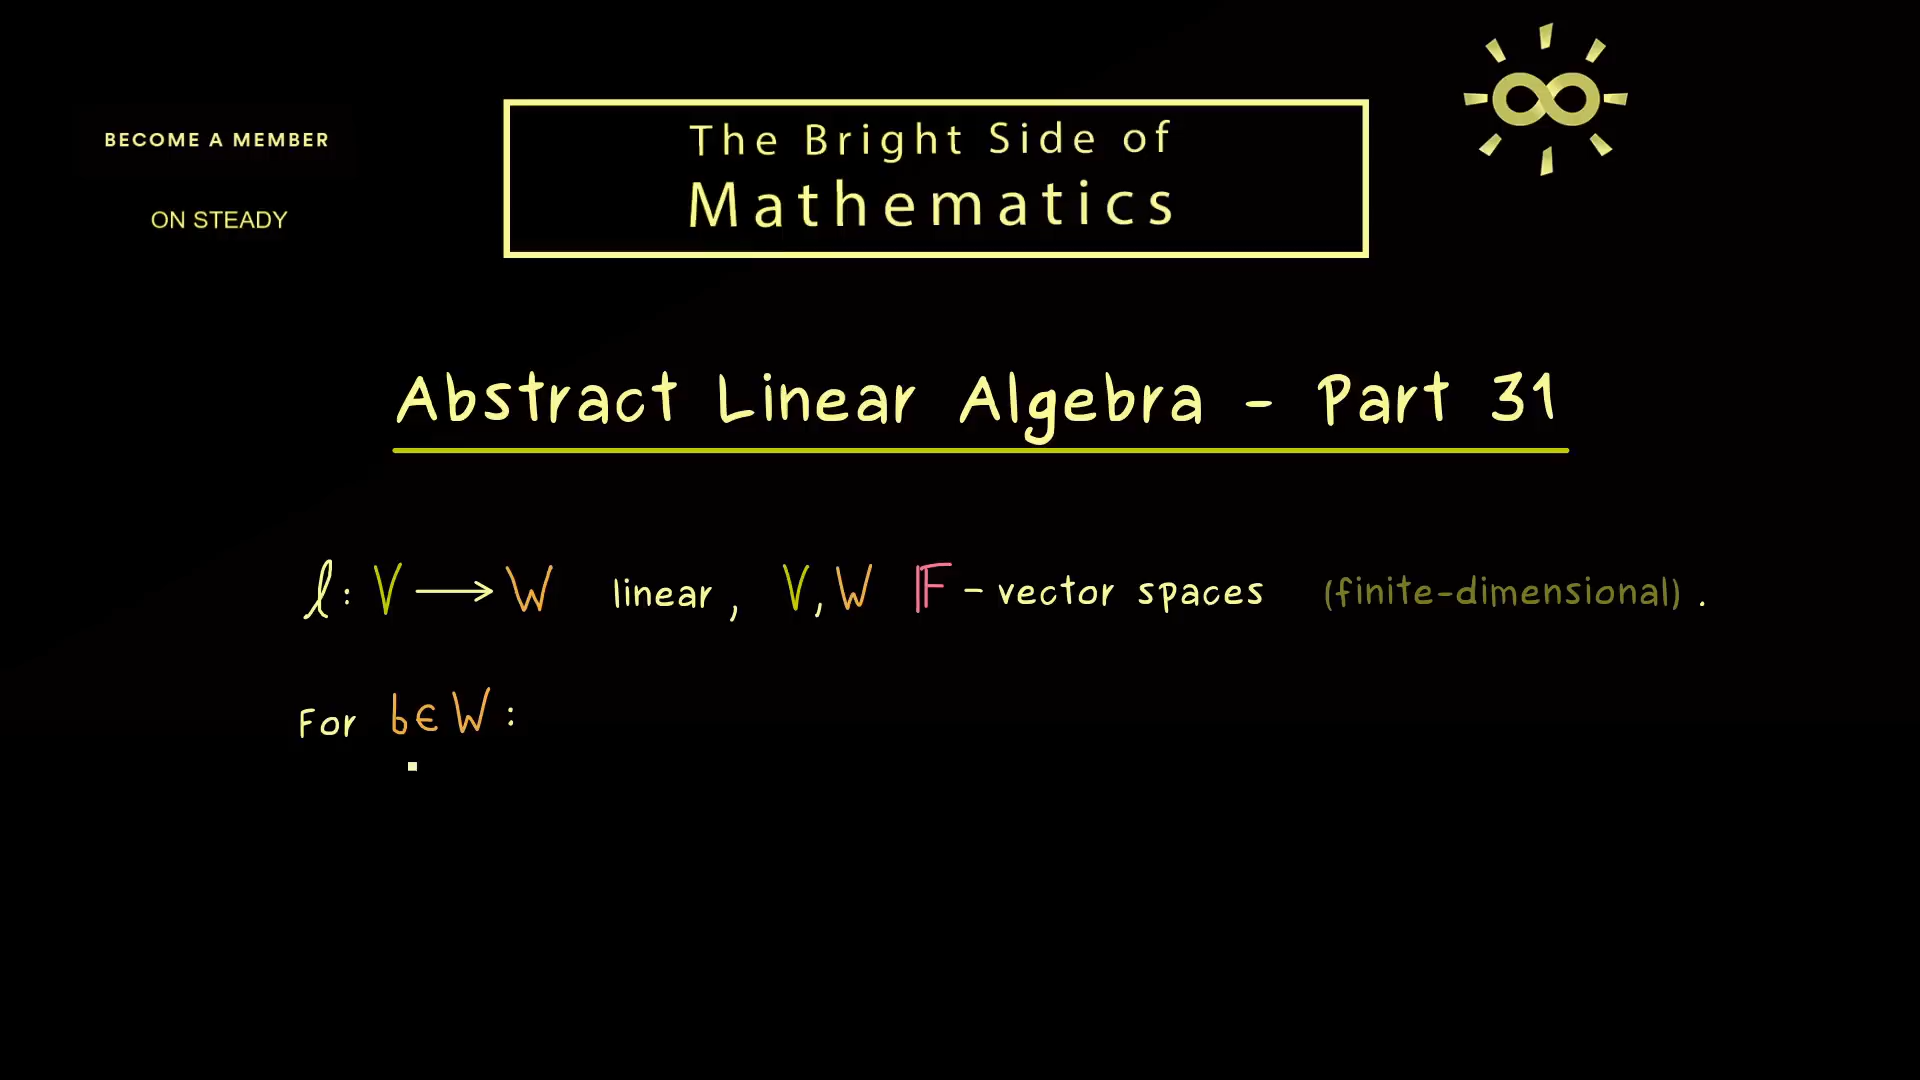 BECOME A MEMBER
ON STEADY
The Bright Side of
Mathematics
Abstract Linear Algebra - Part 31
ℓ: V ⟶ W linear, V, W 𝔽-vector spaces (finite-dimensional).
For b∈W: